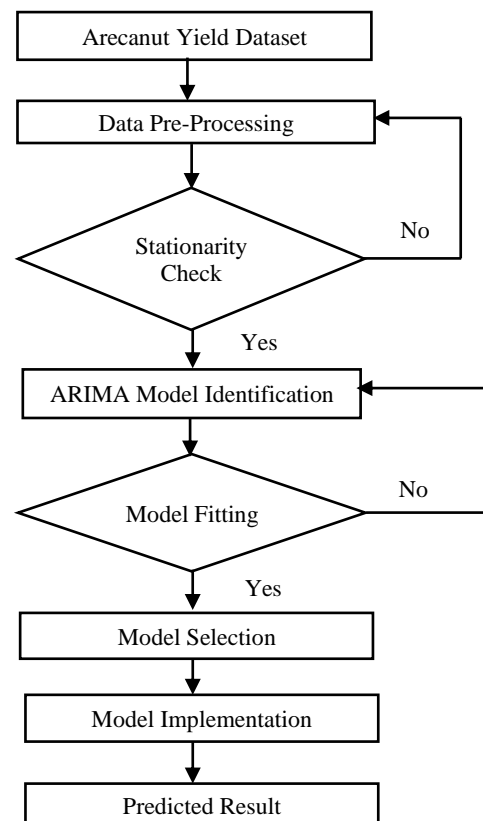 Arecanut Yield Dataset
Data Pre-Processing
Stationarity
Check
No
Yes
ARIMA Model Identification
Model Fitting
No
Yes
Model Selection
Model Implementation
Predicted Result